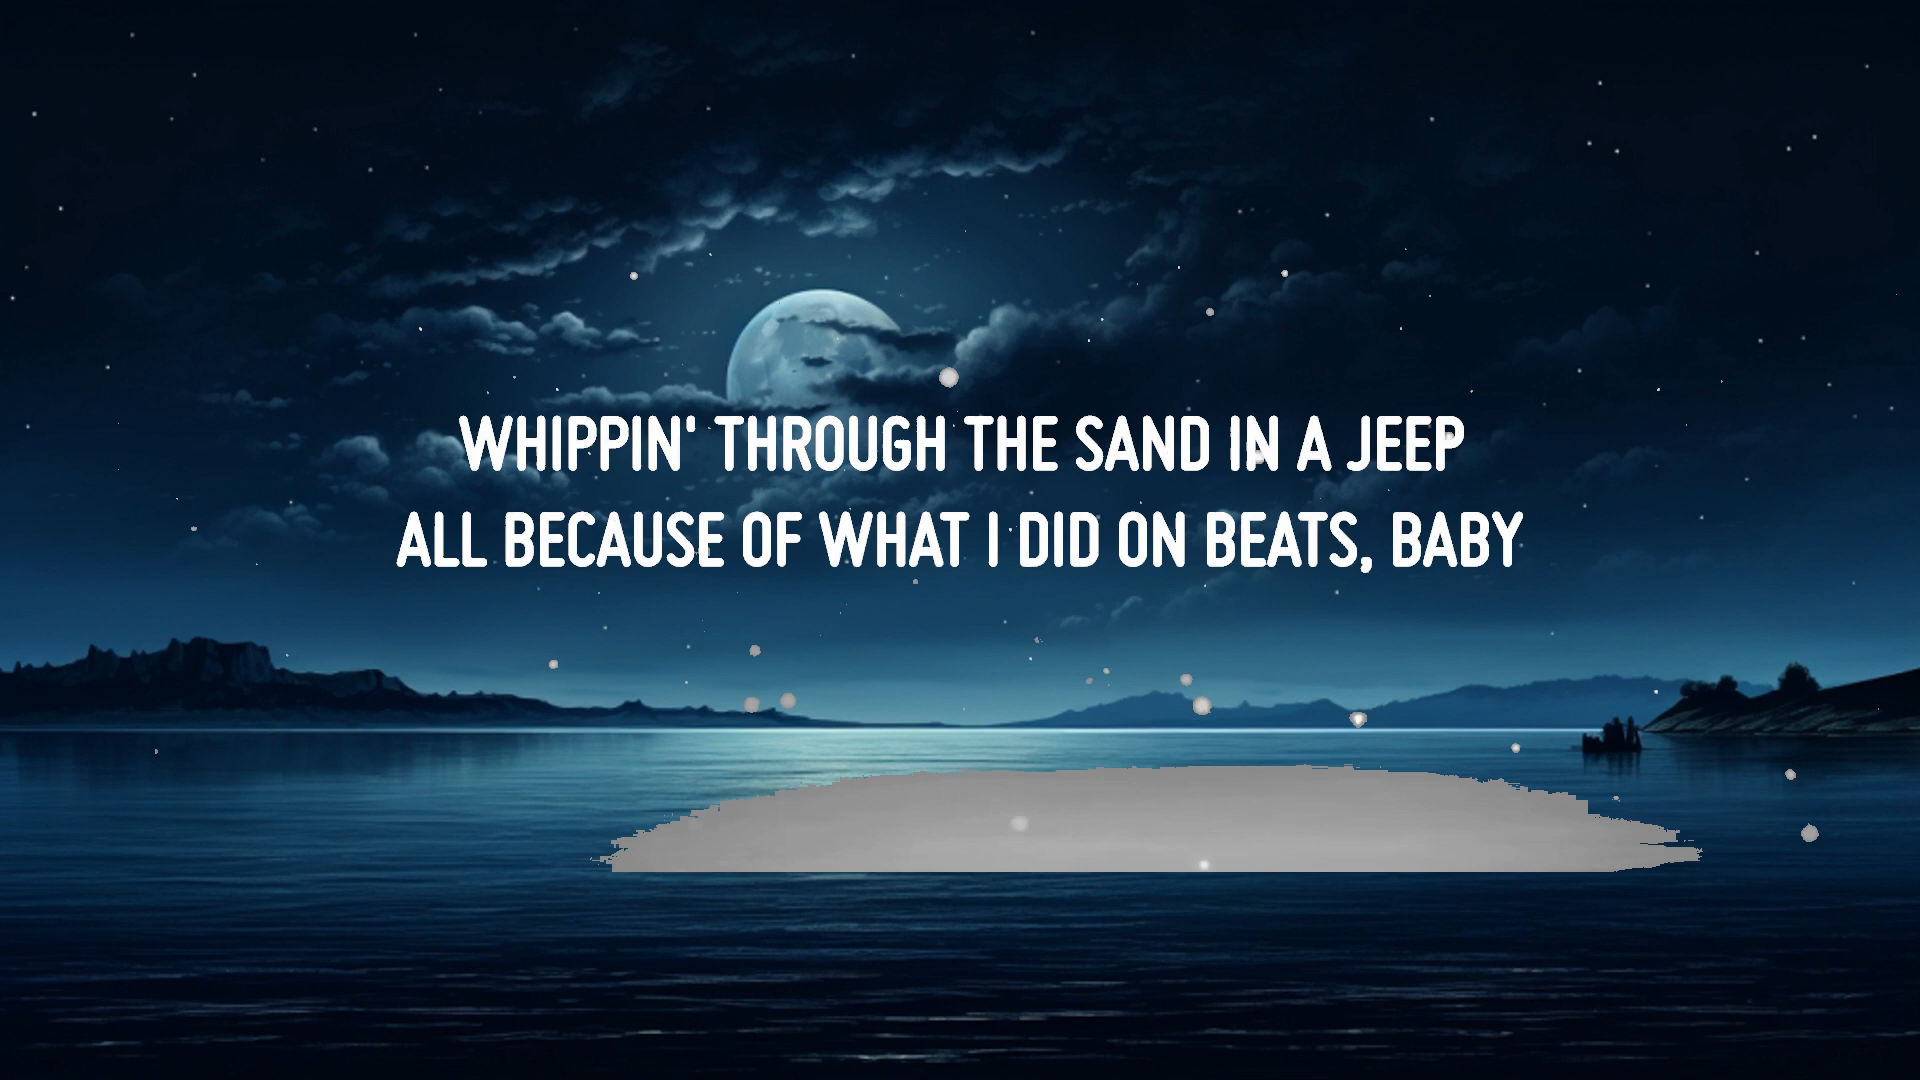 WHIPPIN' THROUGH THE SAND IN A JEEP
ALL BECAUSE OF WHAT I DID ON BEATS, BABY